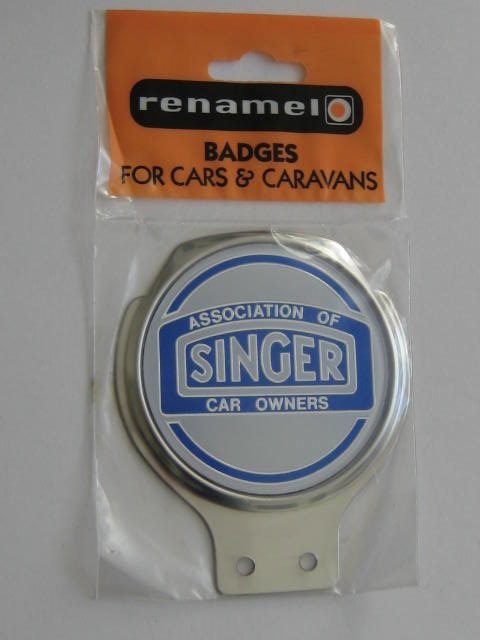 renamel
BADGES
FOR CARS & CARAVANS
ASSOCIATION OF
SINGER
CAR OWNERS